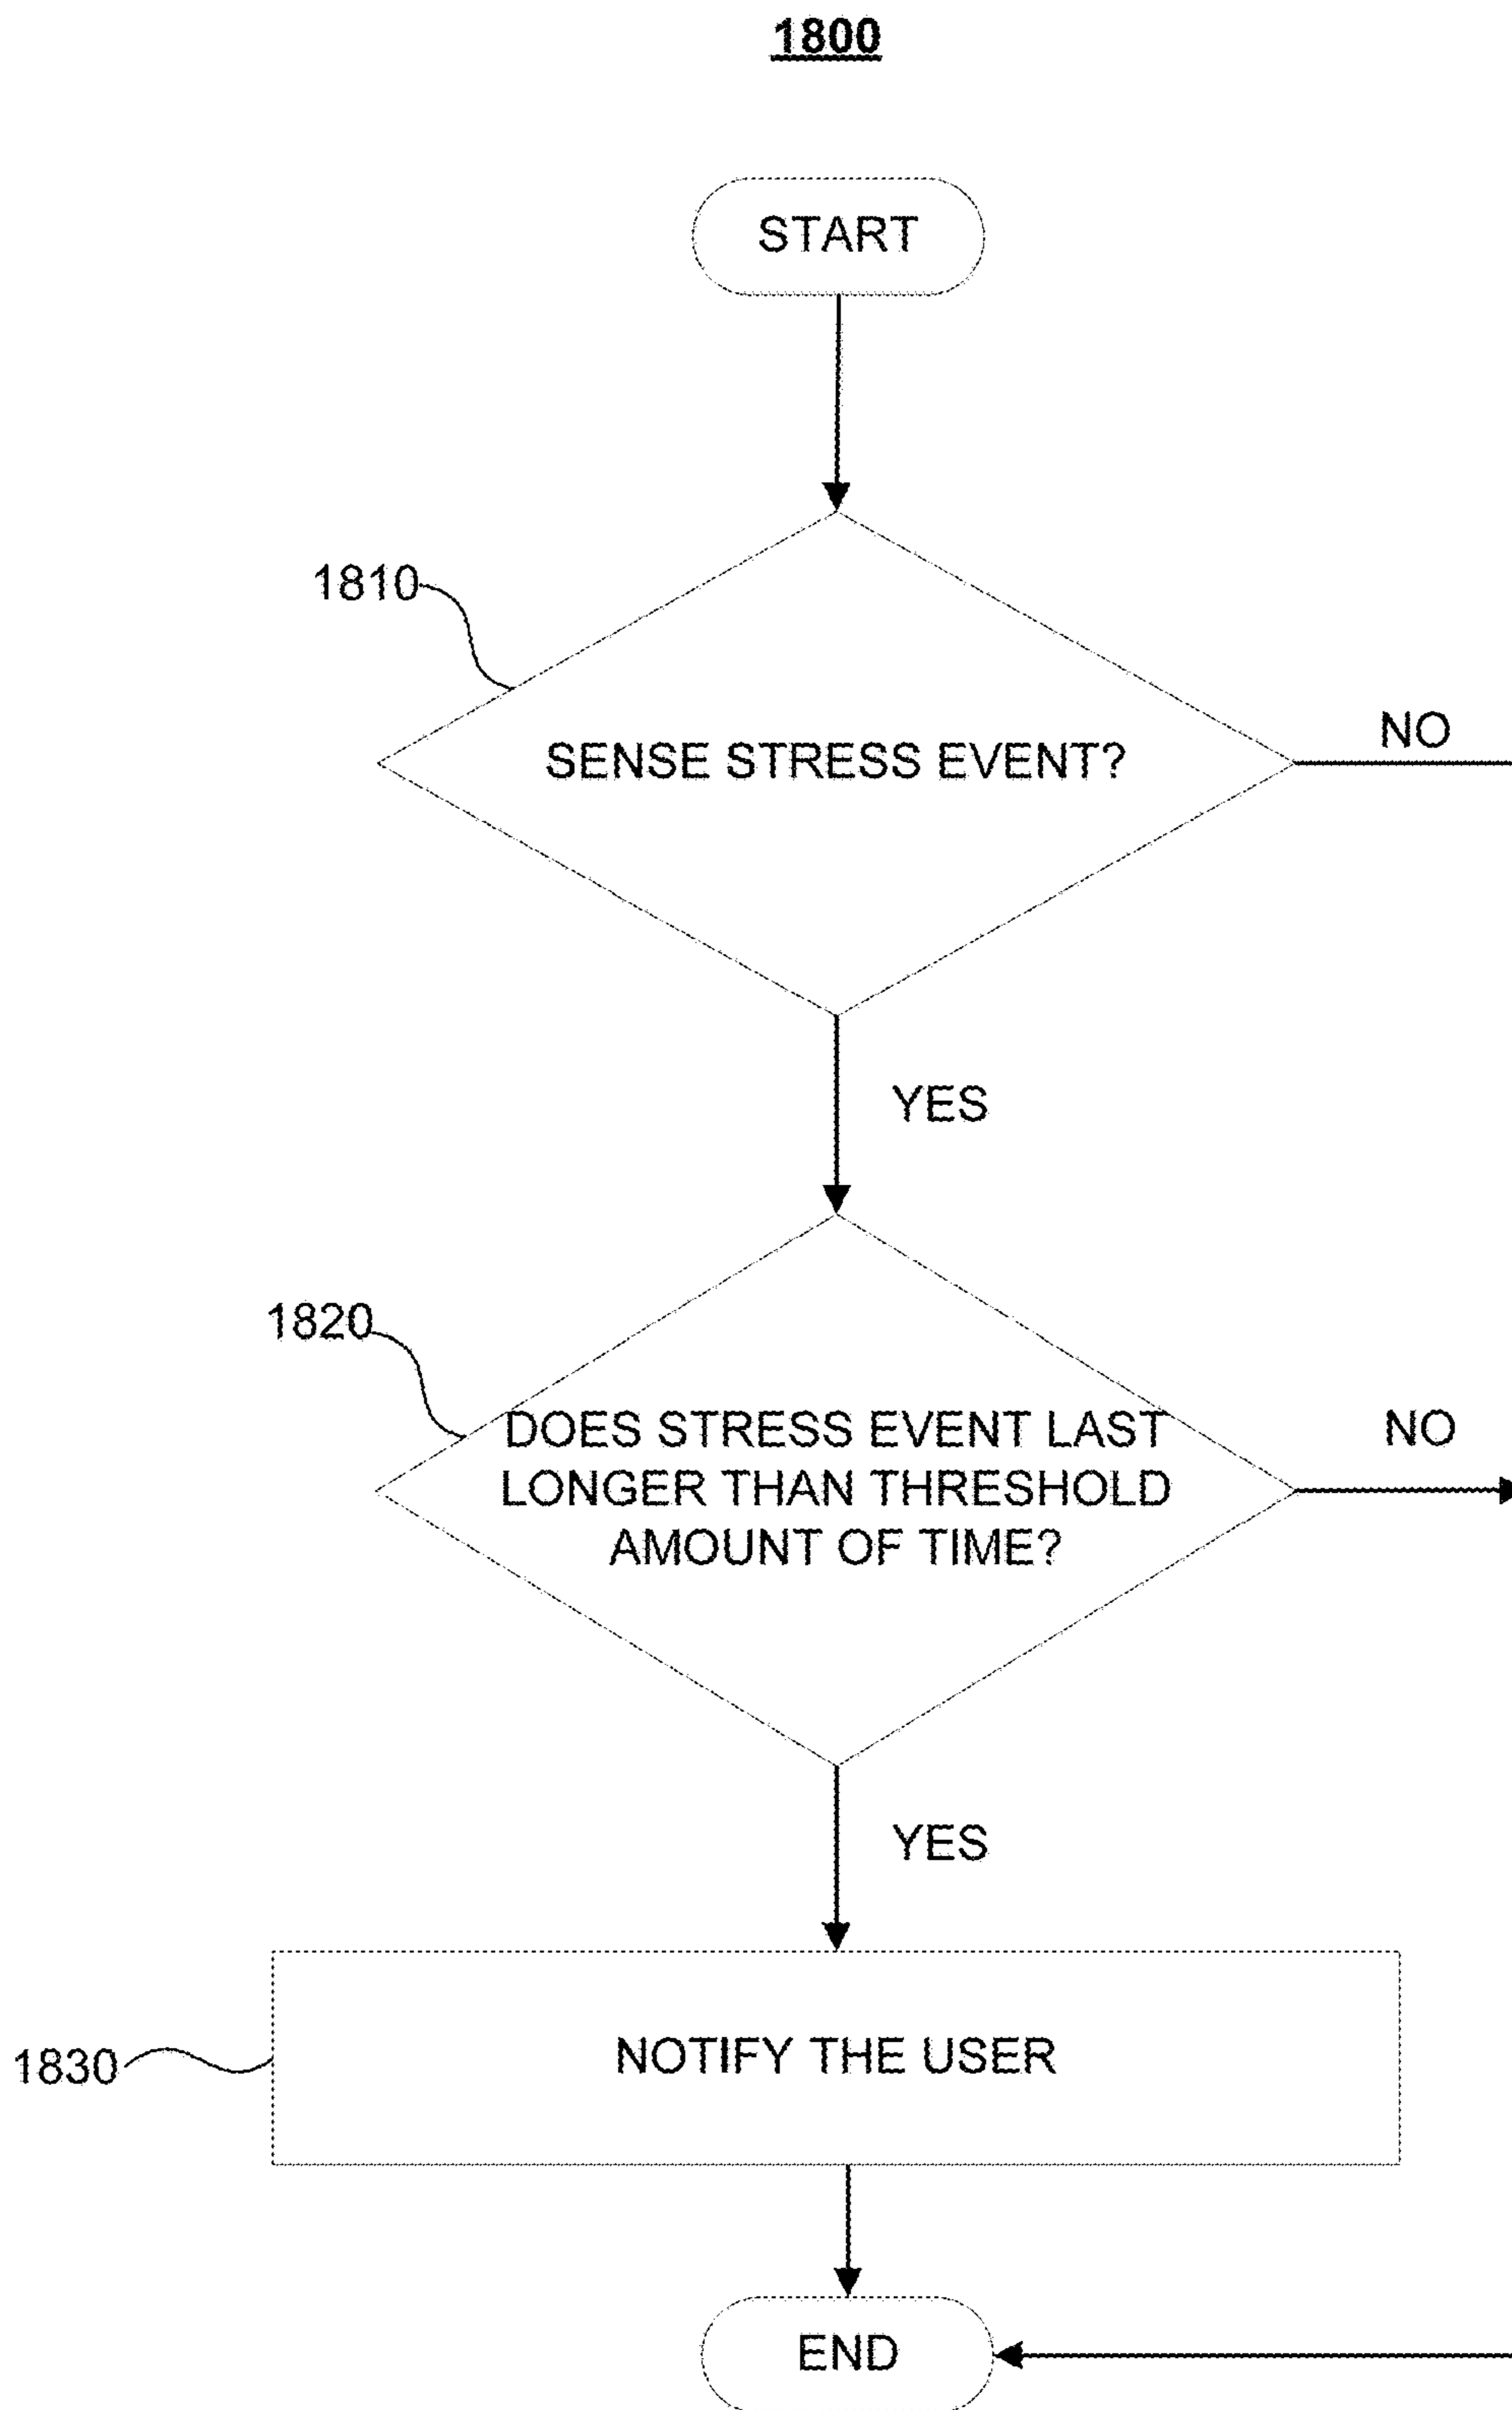 1800
START
1810
SENSE STRESS EVENT?
NO
YES
1820
DOES STRESS EVENT LAST
LONGER THAN THRESHOLD
AMOUNT OF TIME?
NO
YES
1830
NOTIFY THE USER
END